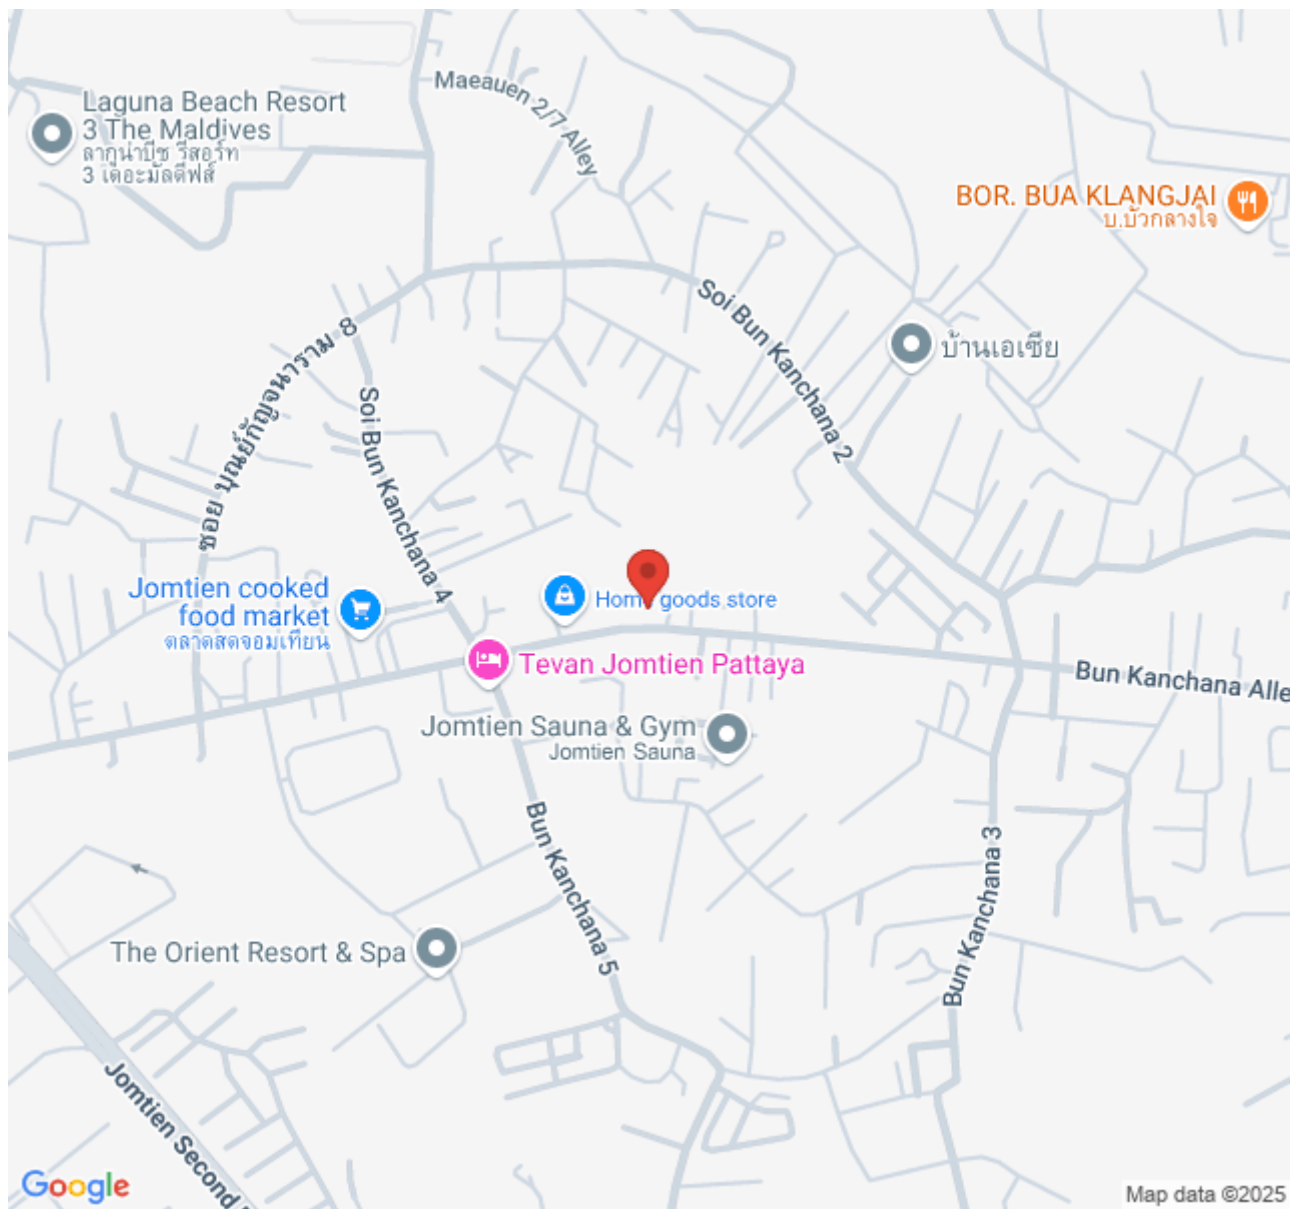 Maeauen 2/7 Alley
Laguna Beach Resort
3 The Maldives
ลากูน่าบีช รีสอร์ท
3 เดอะมัลดีฟส์
BOR. BUA KLANGJAI
บ.บัวกลางใจ
Soi Bun Kanchana 2
บ้านเอเชีย
ซอย บุณย์กัญจนาราม 8
Soi Bun Kanchana 4
Jomtien cooked
food market
ตลาดสดจอมเทียน
Home goods store
Tevan Jomtien Pattaya
Bun Kanchana Alle
Jomtien Sauna & Gym
Jomtien Sauna
Bun Kanchana 5
Bun Kanchana 3
The Orient Resort & Spa
Jomtien Second
Google
Map data ©2025